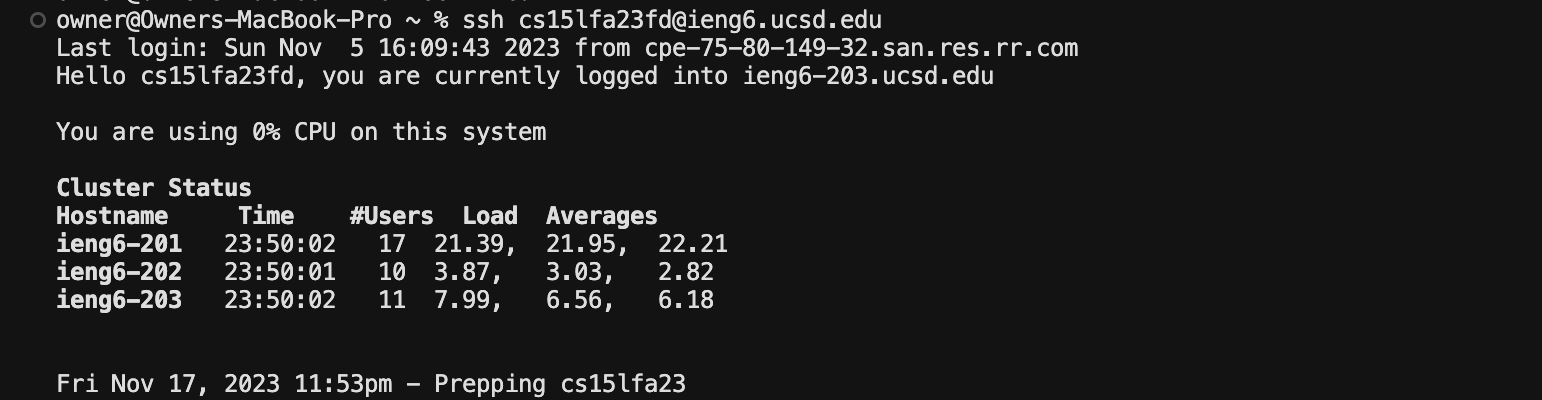 owner@Owners-MacBook-Pro ~ % ssh cs15lfa23fd@ieng6.ucsd.edu
Last login: Sun Nov  5 16:09:43 2023 from cpe-75-80-149-32.san.res.rr.com
Hello cs15lfa23fd, you are currently logged into ieng6-203.ucsd.edu
You are using 0% CPU on this system
Cluster Status
Hostname     Time    #Users  Load  Averages
ieng6-201   23:50:02   17  21.39,  21.95,  22.21
ieng6-202   23:50:01   10  3.87,   3.03,   2.82
ieng6-203   23:50:02   11  7.99,   6.56,   6.18
Fri Nov 17, 2023 11:53pm - Prepping cs15lfa23